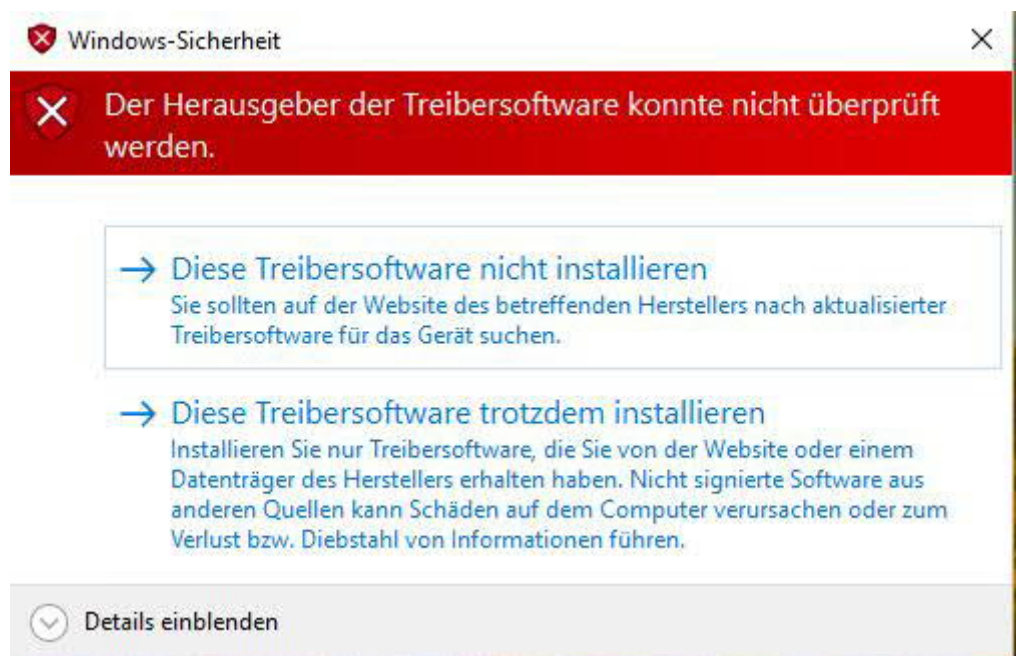 Windows-Sicherheit
Der Herausgeber der Treibersoftware konnte nicht überprüft
werden.
Diese Treibersoftware nicht installieren
Sie sollten auf der Website des betreffenden Herstellers nach aktualisierter
Treibersoftware für das Gerät suchen.
Diese Treibersoftware trotzdem installieren
Installieren Sie nur Treibersoftware, die Sie von der Website oder einem
Datenträger des Herstellers erhalten haben. Nicht signierte Software aus
anderen Quellen kann Schäden auf dem Computer verursachen oder zum
Verlust bzw. Diebstahl von Informationen führen.
Details einblenden